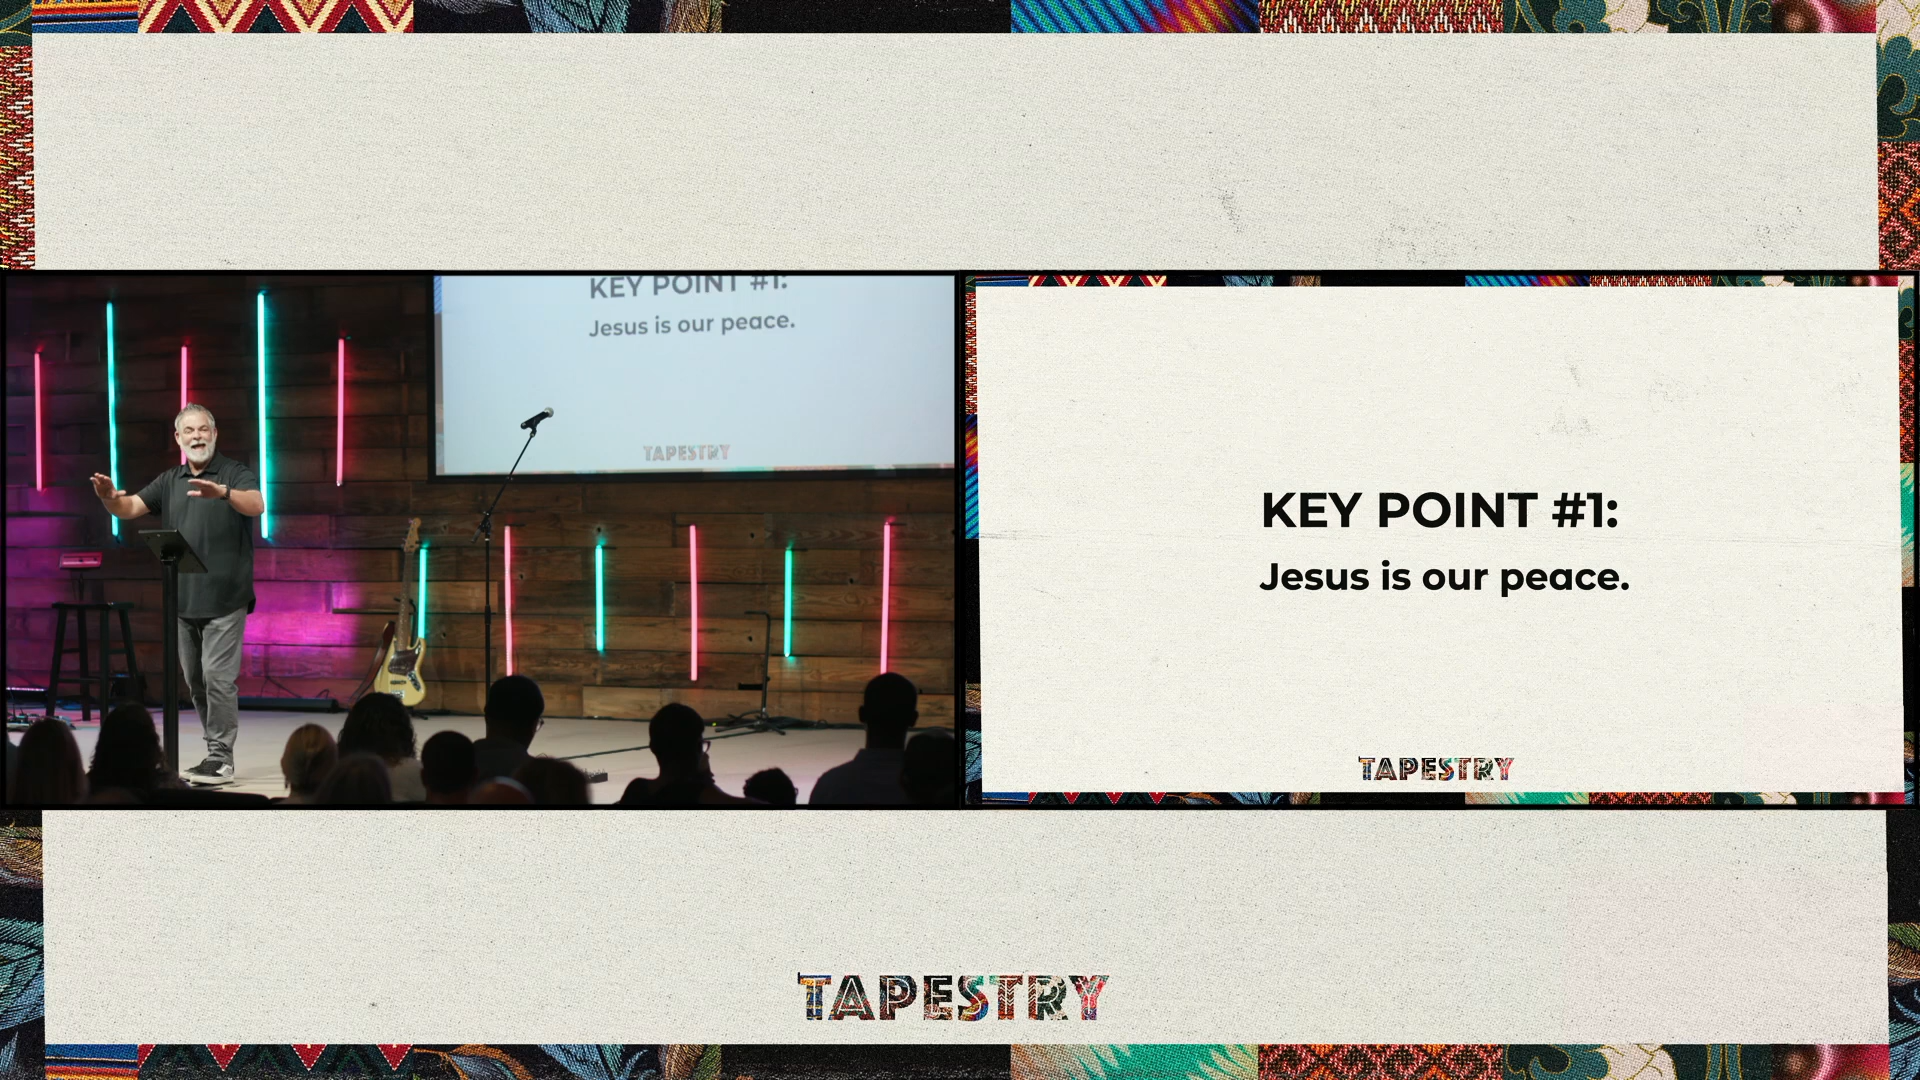 KEY POINT #1:
Jesus is our peace.
TAPESTRY
KEY POINT #1:
Jesus is our peace.
TAPESTRY
TAPESTRY